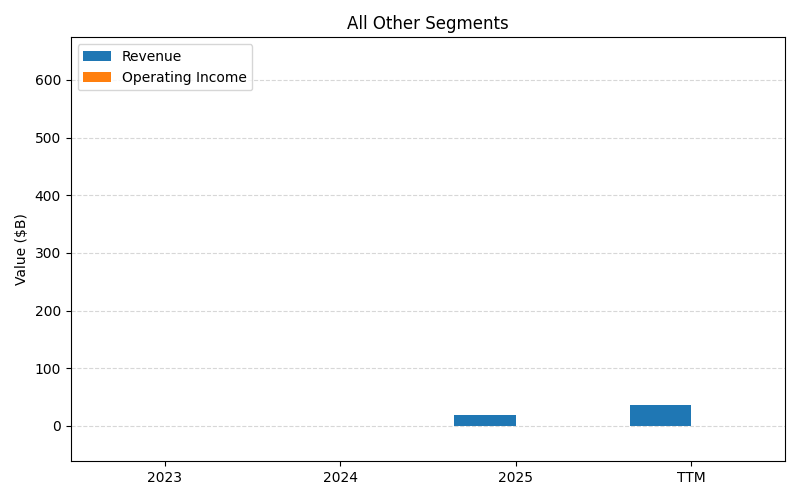 All Other Segments
Revenue
Operating Income
Value ($B)
600
500
400
300
200
100
0
2023 2024 2025 TTM